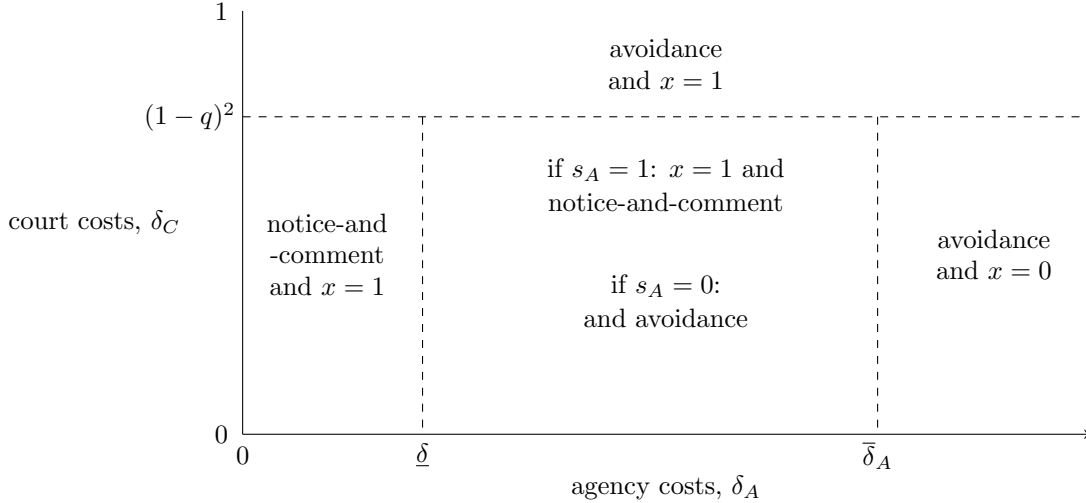 1
avoidance
and x = 1
(1 − q)²
if s_A = 1: x = 1 and
notice-and-comment
court costs, δ_C
notice-and
-comment
and x = 1
avoidance
and x = 0
if s_A = 0:
and avoidance
0
0
δ̲
δ̅_A
agency costs, δ_A